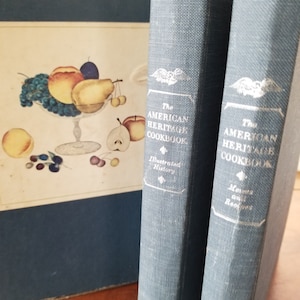 The
AMERICAN
HERITAGE
COOKBOOK
Illustrated
History
The
AMERICAN
HERITAGE
COOKBOOK
Menus
and
Recipes